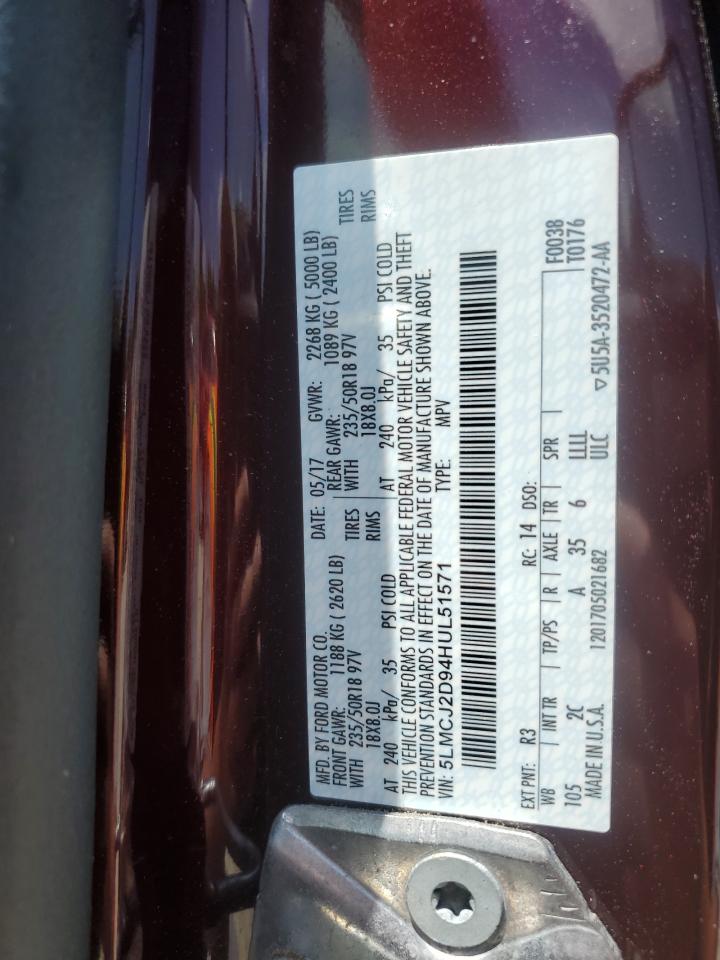 MFD. BY FORD MOTOR CO. DATE: 05/17 GVWR: 2268 KG ( 5000 LB)
FRONT GAWR: 1188 KG ( 2620 LB) REAR GAWR: 1089 KG ( 2400 LB)
WITH 235/50R18 97V TIRES WITH 235/50R18 97V TIRES
18X8.0J RIMS 18X8.0J RIMS
AT 240 kPa/ 35 PSI COLD AT 240 kPa/ 35 PSI COLD
THIS VEHICLE CONFORMS TO ALL APPLICABLE FEDERAL MOTOR VEHICLE SAFETY AND THEFT
PREVENTION STANDARDS IN EFFECT ON THE DATE OF MANUFACTURE SHOWN ABOVE.
VIN: 5LMCJ2D94HUL51571 TYPE: MPV
EXT PNT: R3 RC: 14 DSO: F0038
WB INT TR TP/PS R AXLE TR SPR T0176
105 2C A 35 6 LLLL
MADE IN U.S.A. 1201705021682 ULC ▽5U5A-3520472-AA